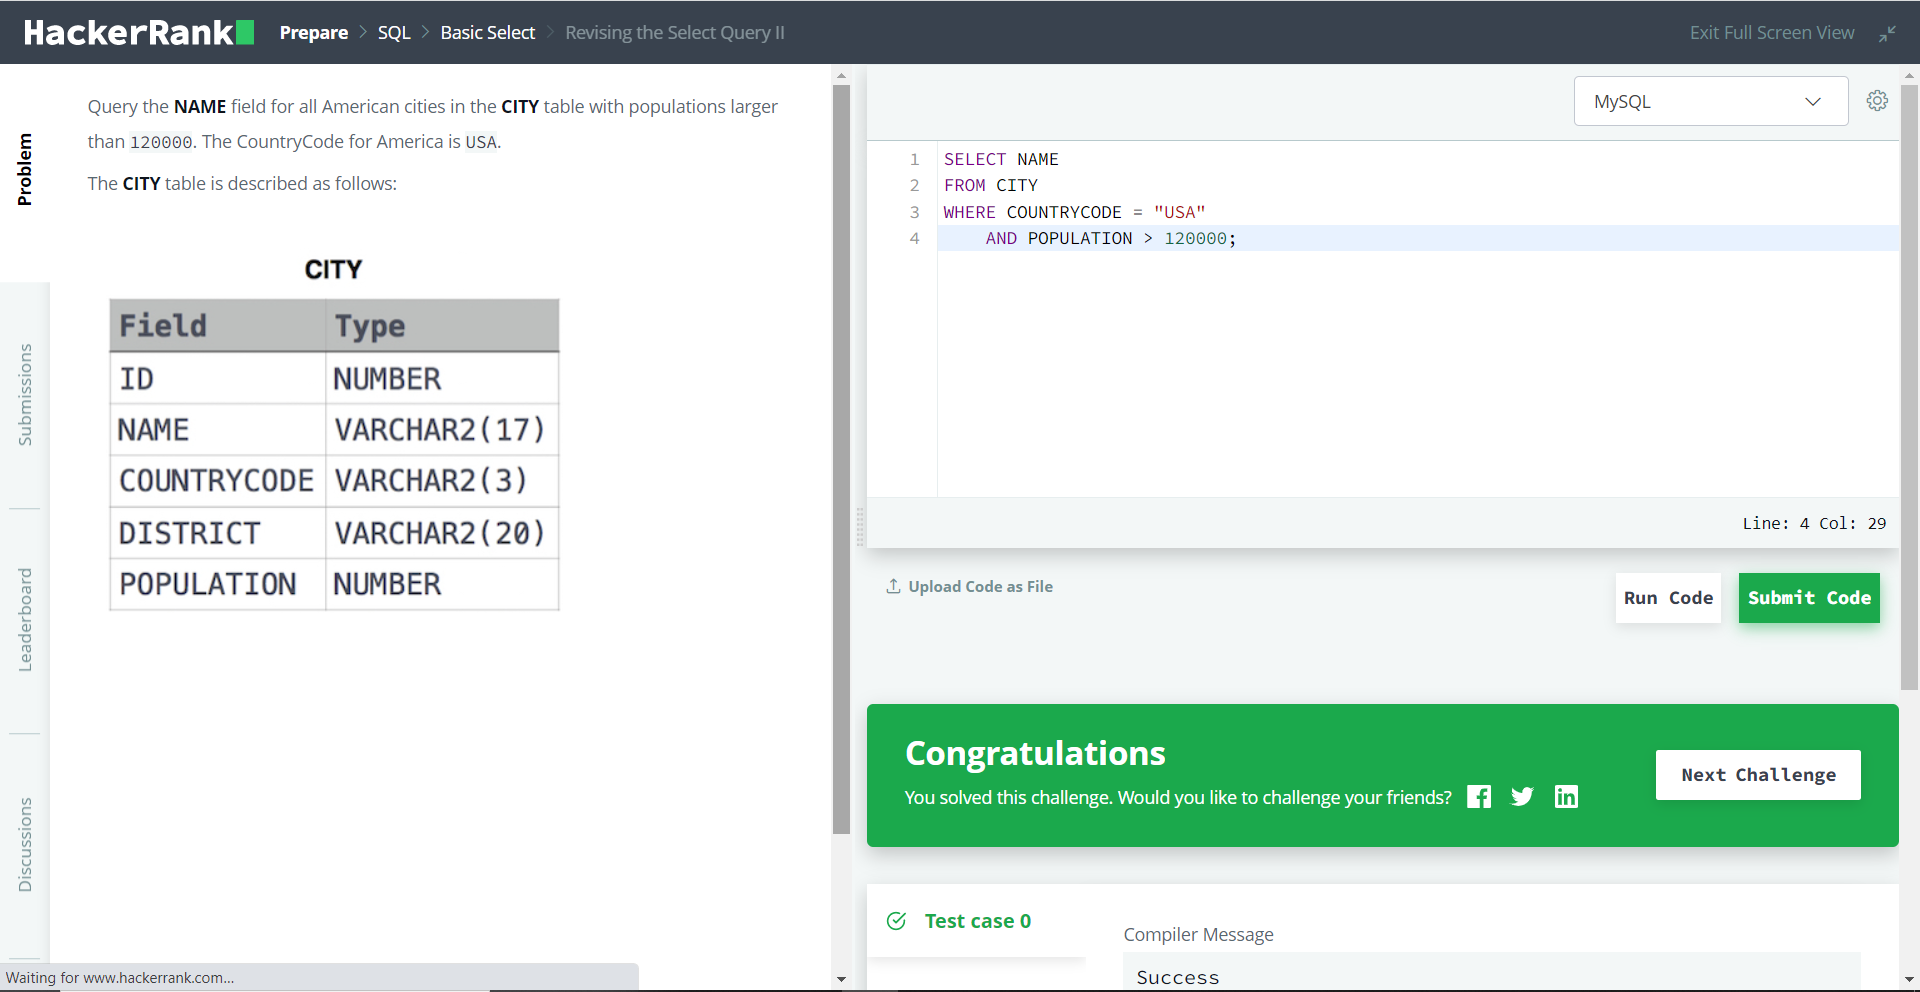 HackerRank
Prepare > SQL > Basic Select > Revising the Select Query II
Exit Full Screen View
Problem
Submissions
Leaderboard
Discussions
Query the NAME field for all American cities in the CITY table with populations larger
than 120000. The CountryCode for America is USA.
The CITY table is described as follows:
CITY
Field Type
ID NUMBER
NAME VARCHAR2(17)
COUNTRYCODE VARCHAR2(3)
DISTRICT VARCHAR2(20)
POPULATION NUMBER
Waiting for www.hackerrank.com...
MySQL
1 SELECT NAME
2 FROM CITY
3 WHERE COUNTRYCODE = "USA"
4 AND POPULATION > 120000;
Line: 4 Col: 29
Upload Code as File
Run Code
Submit Code
Congratulations
You solved this challenge. Would you like to challenge your friends?
Next Challenge
Test case 0
Compiler Message
Success